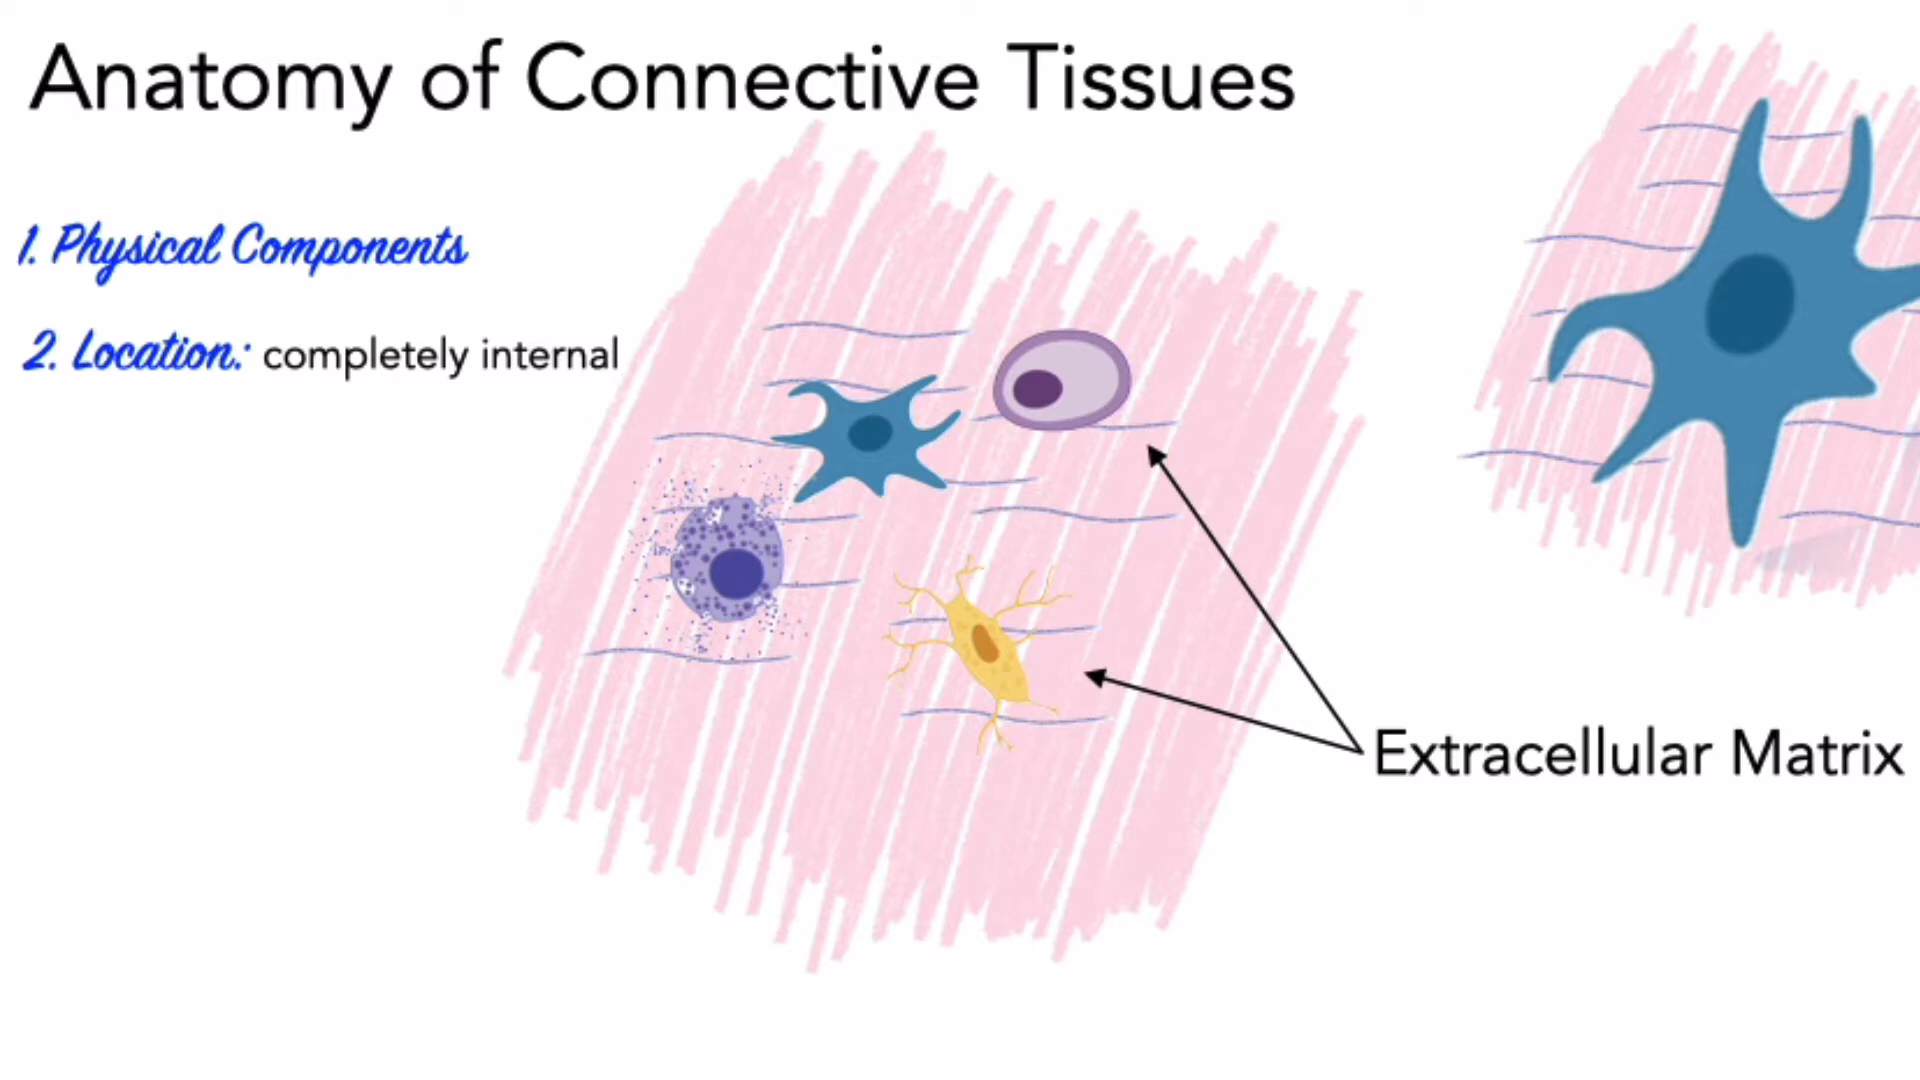 Anatomy of Connective Tissues
1. Physical Components
2. Location: completely internal
Extracellular Matrix